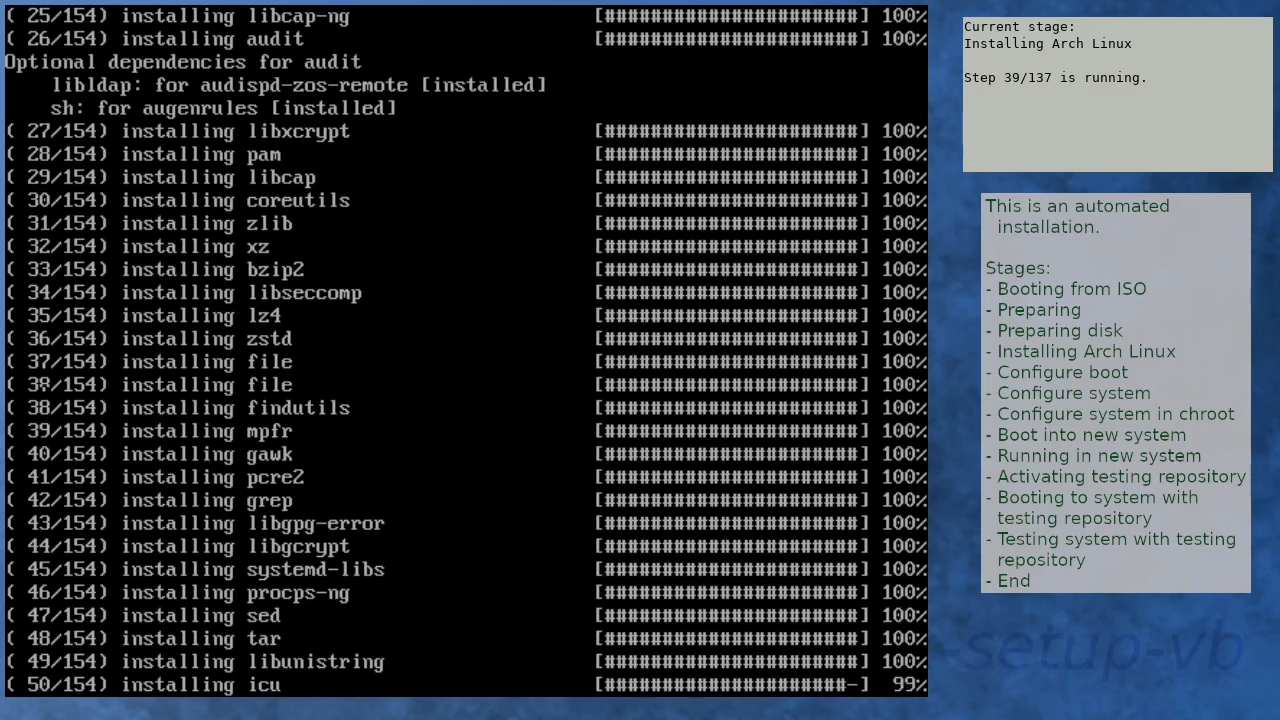 ( 25/154) installing libcap-ng [######################] 100%
( 26/154) installing audit [######################] 100%
Optional dependencies for audit
libldap: for audispd-zos-remote [installed]
sh: for augenrules [installed]
( 27/154) installing libxcrypt [######################] 100%
( 28/154) installing pam [######################] 100%
( 29/154) installing libcap [######################] 100%
( 30/154) installing coreutils [######################] 100%
( 31/154) installing zlib [######################] 100%
( 32/154) installing xz [######################] 100%
( 33/154) installing bzip2 [######################] 100%
( 34/154) installing libseccomp [######################] 100%
( 35/154) installing lz4 [######################] 100%
( 36/154) installing zstd [######################] 100%
( 37/154) installing file [######################] 100%
installing file [######################] 100%
( 38/154) installing findutils [######################] 100%
( 39/154) installing mpfr [######################] 100%
( 40/154) installing gawk [######################] 100%
( 41/154) installing pcre2 [######################] 100%
( 42/154) installing grep [######################] 100%
( 43/154) installing libgpg-error [######################] 100%
( 44/154) installing libgcrypt [######################] 100%
( 45/154) installing systemd-libs [######################] 100%
( 46/154) installing procps-ng [######################] 100%
( 47/154) installing sed [######################] 100%
( 48/154) installing tar [######################] 100%
( 49/154) installing libunistring [######################] 100%
( 50/154) installing icu [#####################-] 99%
Current stage:
Installing Arch Linux
Step 39/137 is running.
This is an automated
installation.
Stages:
- Booting from ISO
- Preparing
- Preparing disk
- Installing Arch Linux
- Configure boot
- Configure system
- Configure system in chroot
- Boot into new system
- Running in new system
- Activating testing repository
- Booting to system with
testing repository
- Testing system with testing
repository
- End
-setup-vb